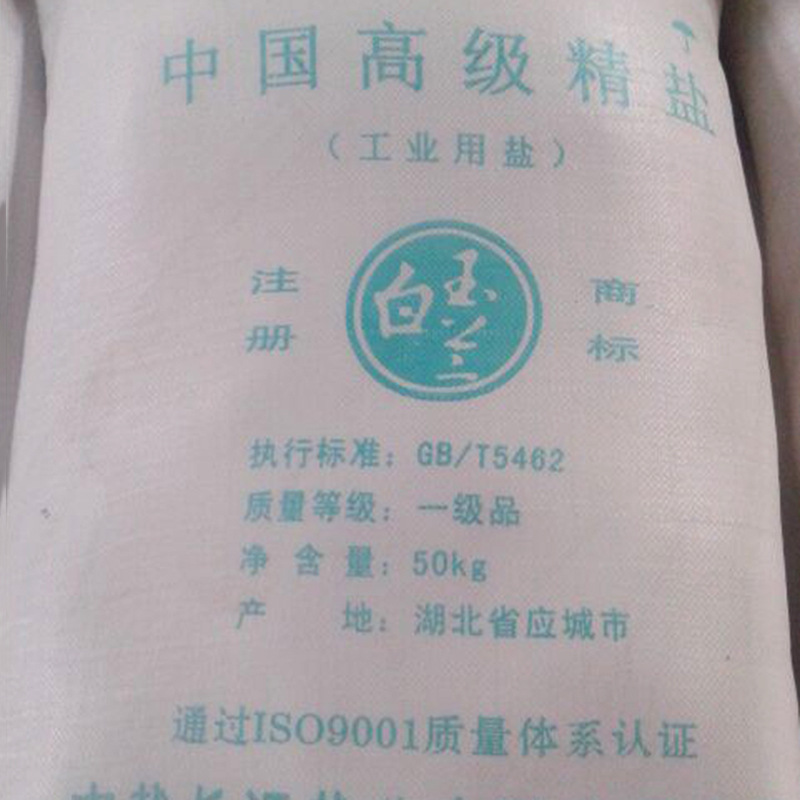 中国高级精盐
（工业用盐）
注册
白玉兰
商标
执行标准：GB/T5462
质量等级：一级品
净含量：50kg
产地：湖北省应城市
通过ISO9001质量体系认证